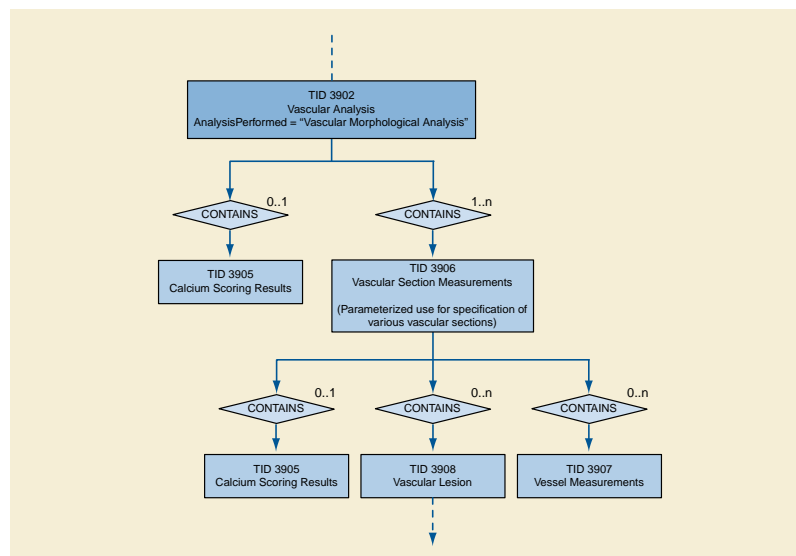 TID 3902
Vascular Analysis
AnalysisPerformed = “Vascular Morphological Analysis”
0..1
CONTAINS
1..n
CONTAINS
TID 3905
Calcium Scoring Results
TID 3906
Vascular Section Measurements
(Parameterized use for specification of
various vascular sections)
0..1
CONTAINS
0..n
CONTAINS
0..n
CONTAINS
TID 3905
Calcium Scoring Results
TID 3908
Vascular Lesion
TID 3907
Vessel Measurements